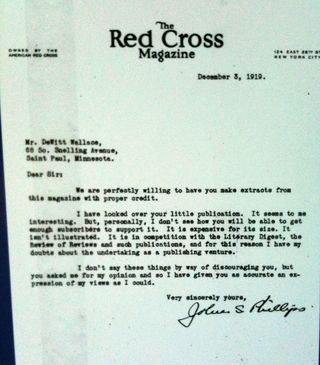 The
Red Cross
Magazine
OWNED BY THE
AMERICAN RED CROSS
124 EAST 28TH ST
NEW YORK CITY
December 3, 1919.
Mr. DeWitt Wallace,
66 So. Snelling Avenue,
Saint Paul, Minnesota.
Dear Sir:
We are perfectly willing to have you make extracts from
this magazine with proper credit.
I have looked over your little publication. It seems to me
interesting. But, personally, I don't see how you will be able to get
enough subscribers to support it. It is expensive for its size. It
isn't illustrated. It is in competition with the Literary Digest, the
Review of Reviews and such publications, and for this reason I have my
doubts about the undertaking as a publishing venture.
I don't say these things by way of discouraging you, but
you asked me for my opinion and so I have given you as accurate an ex-
pression of my views as I could.
Very sincerely yours,
John S Phillips